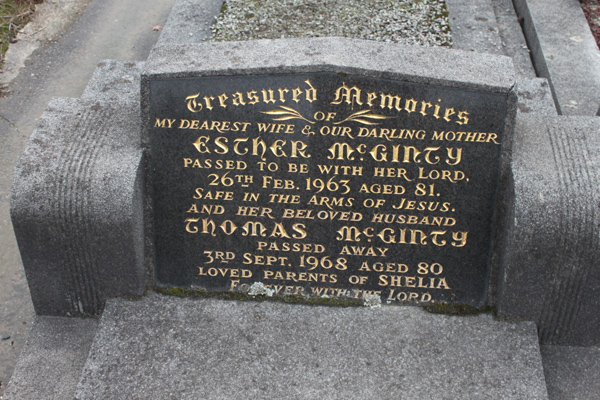 Treasured Memories
OF
MY DEAREST WIFE & OUR DARLING MOTHER
ESTHER McGINTY
PASSED TO BE WITH HER LORD,
26TH FEB. 1963 AGED 81.
SAFE IN THE ARMS OF JESUS.
AND HER BELOVED HUSBAND
THOMAS McGINTY
PASSED AWAY
3RD SEPT. 1968 AGED 80
LOVED PARENTS OF SHELIA
FOREVER WITH THE LORD.